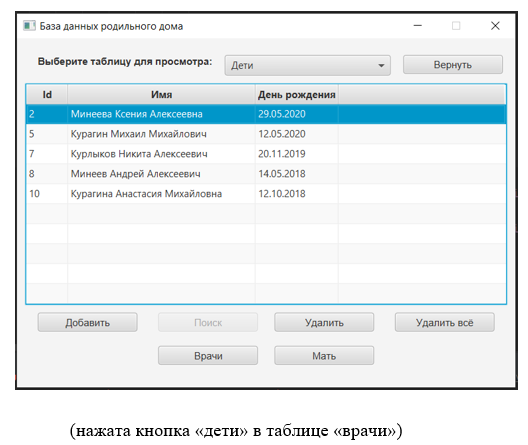 База данных родильного дома
Выберите таблицу для просмотра: Дети Вернуть
Id Имя День рождения
2 Минеева Ксения Алексеевна 29.05.2020
5 Курагин Михаил Михайлович 12.05.2020
7 Курлыков Никита Алексеевич 20.11.2019
8 Минеев Андрей Алексеевич 14.05.2018
10 Курагина Анастасия Михайловна 12.10.2018
Добавить Поиск Удалить Удалить всё
Врачи Мать
(нажата кнопка «дети» в таблице «врачи»)